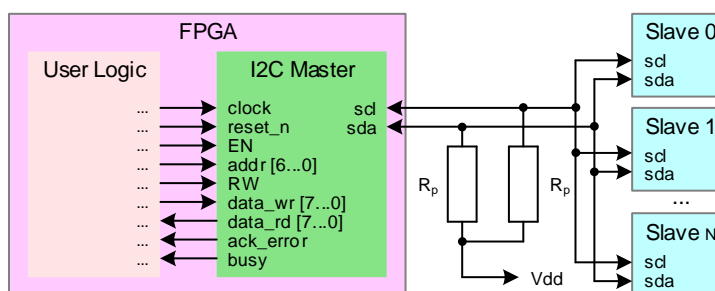 FPGA
User Logic
...
...
...
...
...
...
...
...
...
I2C Master
clock
reset_n
EN
addr [6...0]
RW
data_wr [7...0]
data_rd [7...0]
ack_error
busy
scl
sda
Rp
Rp
Vdd
Slave 0
scl
sda
Slave 1
scl
sda
...
Slave N
scl
sda